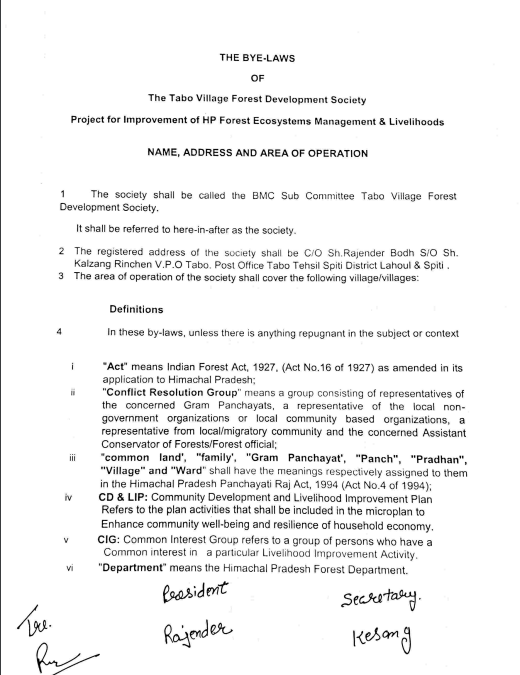 THE BYE-LAWS
OF
The Tabo Village Forest Development Society
Project for Improvement of HP Forest Ecosystems Management & Livelihoods
NAME, ADDRESS AND AREA OF OPERATION
1 The society shall be called the BMC Sub Committee Tabo Village Forest
Development Society.
It shall be referred to here-in-after as the society.
2 The registered address of the society shall be C/O Sh.Rajender Bodh S/O Sh.
Kalzang Rinchen V.P.O Tabo. Post Office Tabo Tehsil Spiti District Lahoul & Spiti .
3 The area of operation of the society shall cover the following village/villages:
Definitions
4 In these by-laws, unless there is anything repugnant in the subject or context
i "Act" means Indian Forest Act, 1927, (Act No.16 of 1927) as amended in its
application to Himachal Pradesh;
ii "Conflict Resolution Group" means a group consisting of representatives of
the concerned Gram Panchayats, a representative of the local non-
government organizations or local community based organizations, a
representative from local/migratory community and the concerned Assistant
Conservator of Forests/Forest official;
iii "common land', 'family', "Gram Panchayat', "Panch", "Pradhan",
"Village" and "Ward" shall have the meanings respectively assigned to them
in the Himachal Pradesh Panchayati Raj Act, 1994 (Act No.4 of 1994);
iv CD & LIP: Community Development and Livelihood Improvement Plan
Refers to the plan activities that shall be included in the microplan to
Enhance community well-being and resilience of household economy.
v CIG: Common Interest Group refers to a group of persons who have a
Common interest in a particular Livelihood Improvement Activity.
vi "Department" means the Himachal Pradesh Forest Department.
President Secretary.
Rajender Kesang